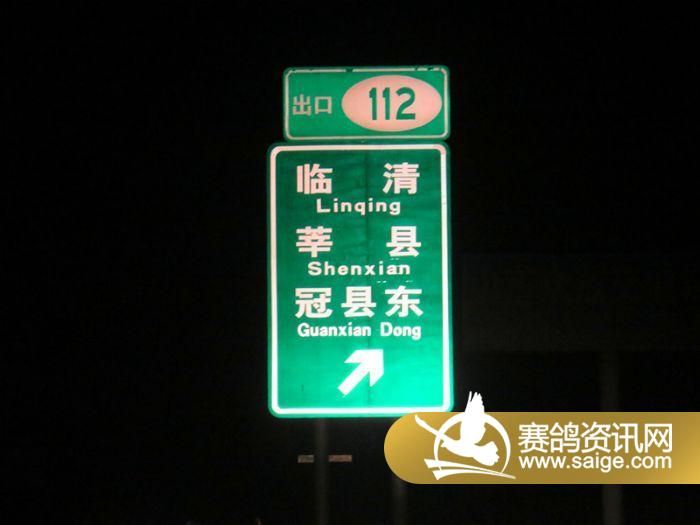 出口 112
临清
Linqing
莘县
Shenxian
冠县东
Guanxian Dong
赛鸽资讯网
www.saige.com